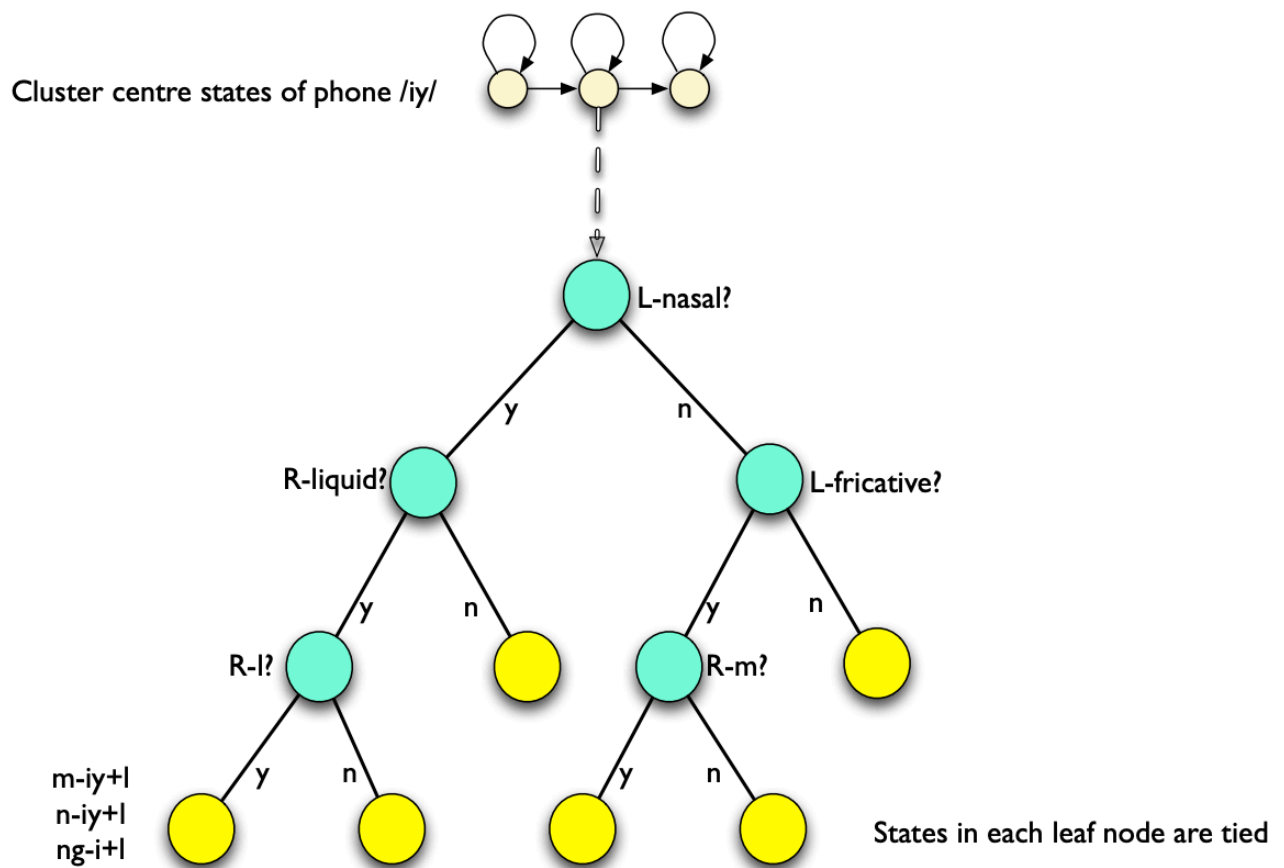 Cluster centre states of phone /iy/
L-nasal?
y
n
R-liquid?
L-fricative?
y
n
y
n
R-l?
R-m?
y
n
y
n
m-iy+l
n-iy+l
ng-i+l
States in each leaf node are tied